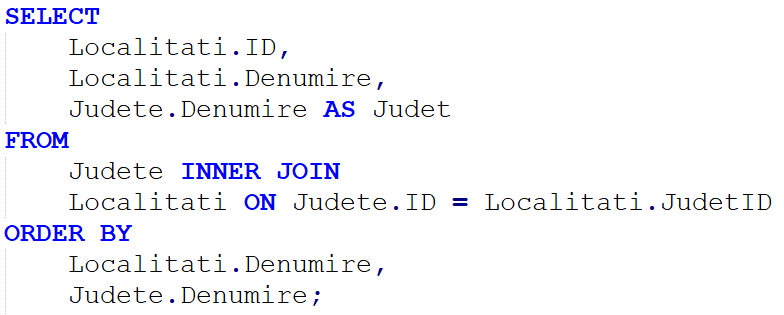 SELECT
    Localitati.ID,
    Localitati.Denumire,
    Judete.Denumire AS Judet
FROM
    Judete INNER JOIN
    Localitati ON Judete.ID = Localitati.JudetID
ORDER BY
    Localitati.Denumire,
    Judete.Denumire;